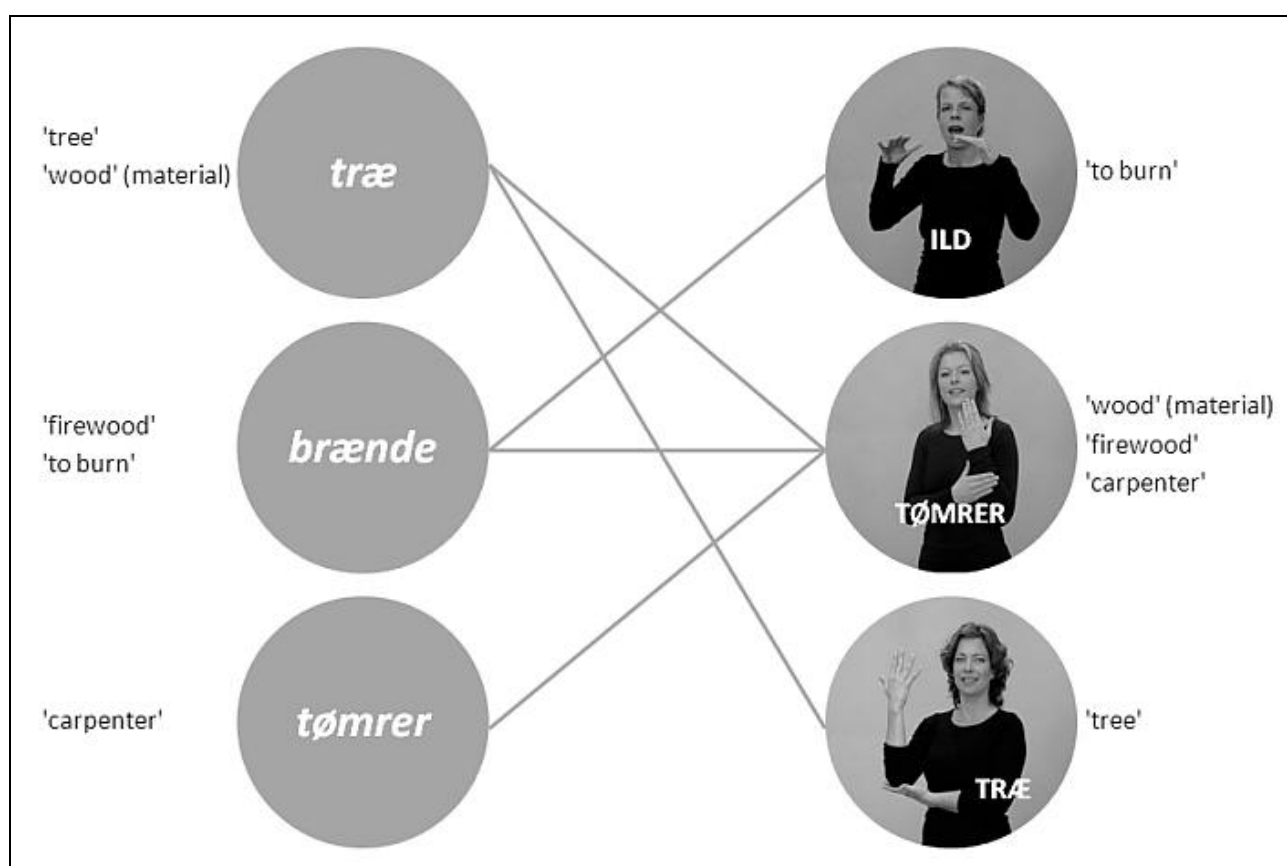 'tree'
'wood' (material)
træ
ILD
'to burn'
'firewood'
'to burn'
brænde
TØMRER
'wood' (material)
'firewood'
'carpenter'
'carpenter'
tømrer
TRÆ
'tree'